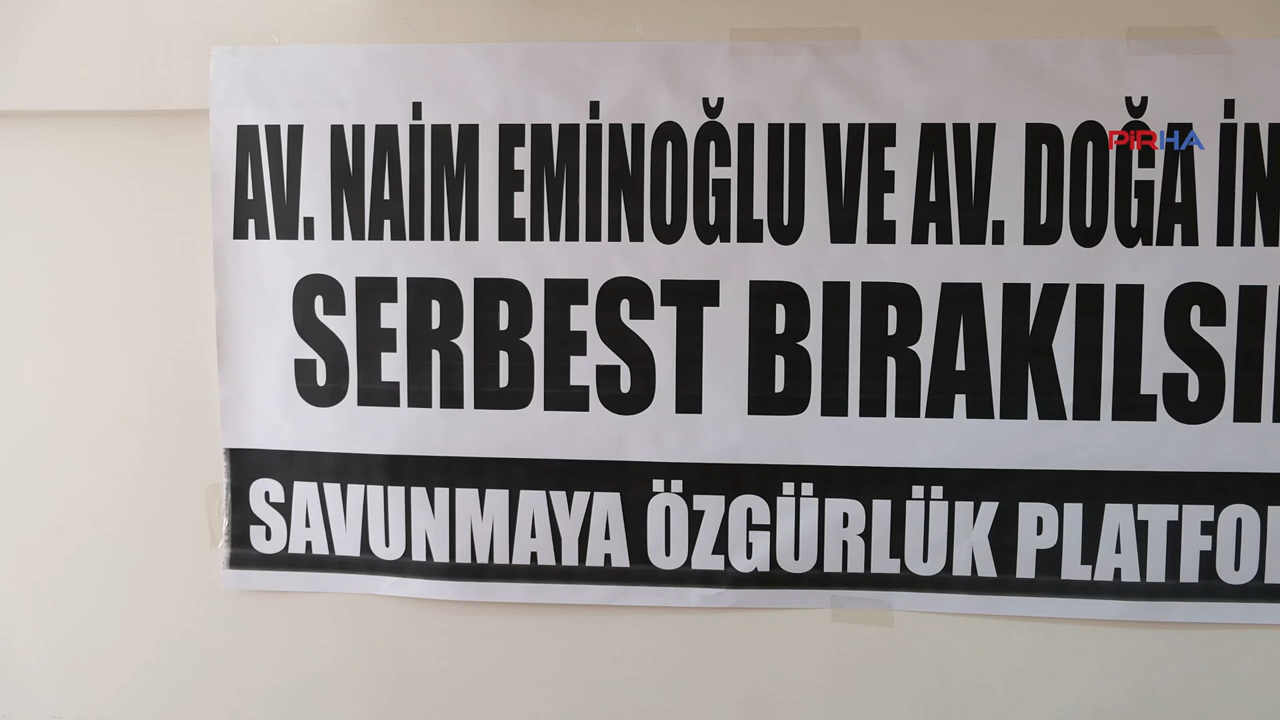 AV. NAİM EMİNOĞLU VE AV. DOĞA İN
PİRHA
SERBEST BIRAKILSI
SAVUNMAYA ÖZGÜRLÜK PLATFO